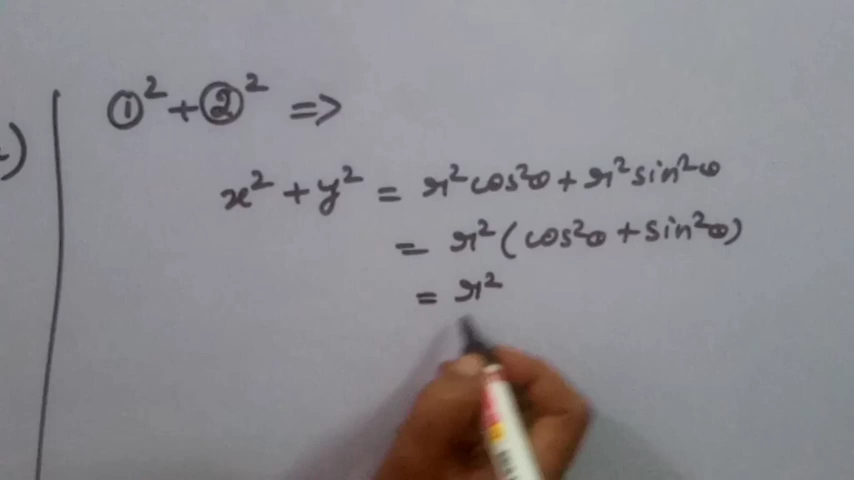 ①² + ②² =>
x² + y² = r²cos²θ + r²sin²θ
= r²(cos²θ + sin²θ)
= r²